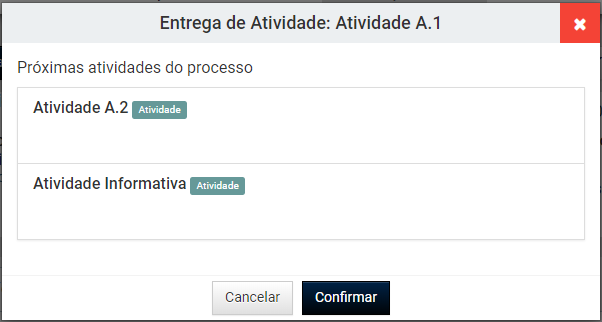 Entrega de Atividade: Atividade A.1
Próximas atividades do processo
Atividade A.2 Atividade
Atividade Informativa Atividade
Cancelar Confirmar